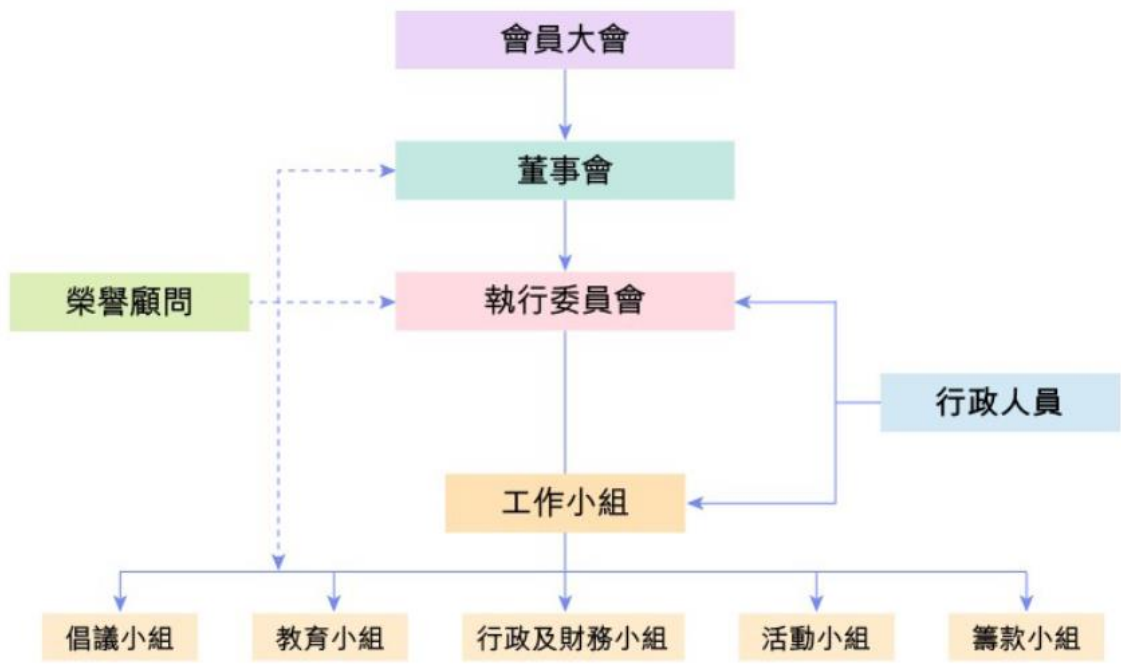 會員大會
董事會
榮譽顧問
執行委員會
行政人員
工作小組
倡議小組
教育小組
行政及財務小組
活動小組
籌款小組